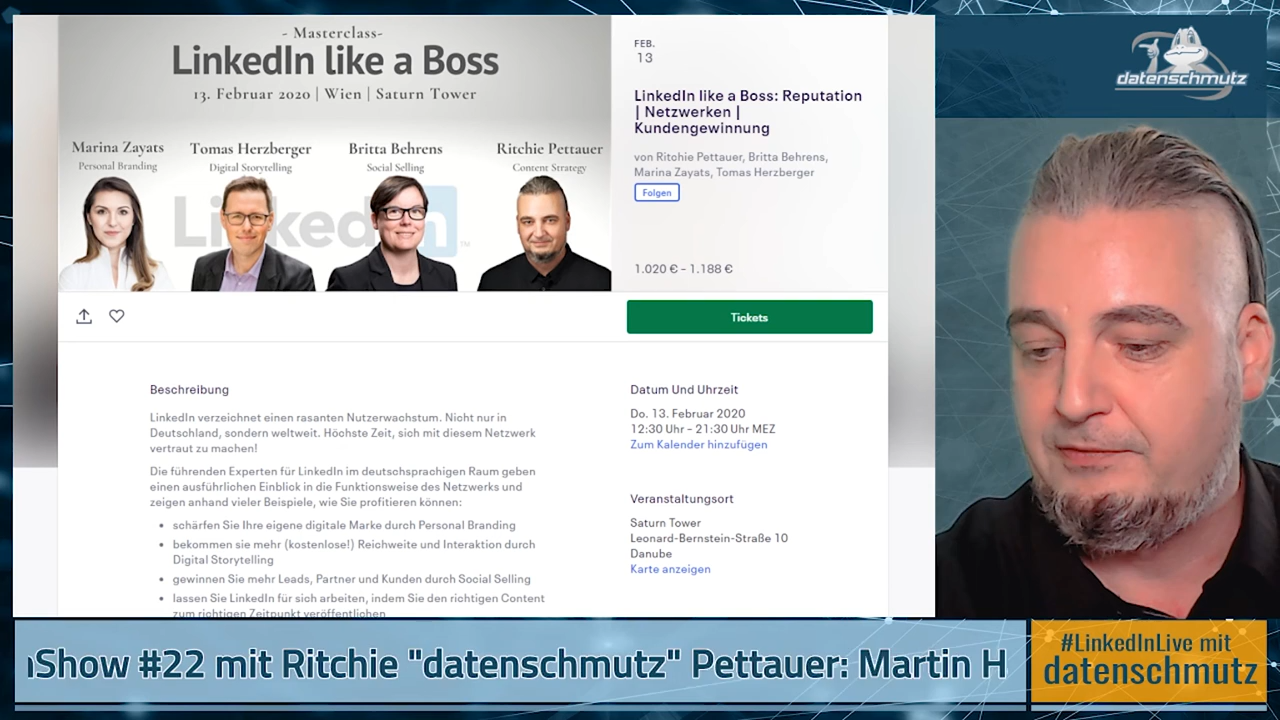 - Masterclass-
LinkedIn like a Boss
13. Februar 2020 | Wien | Saturn Tower
Marina Zayats
Personal Branding
Tomas Herzberger
Digital Storytelling
Britta Behrens
Social Selling
Ritchie Pettauer
Content Strategy
LinkedIn
TM
FEB.
13
LinkedIn like a Boss: Reputation
| Netzwerken |
Kundengewinnung
von Ritchie Pettauer, Britta Behrens,
Marina Zayats, Tomas Herzberger
Folgen
1.020 € – 1.188 €
Tickets
Beschreibung
LinkedIn verzeichnet einen rasanten Nutzerwachstum. Nicht nur in
Deutschland, sondern weltweit. Höchste Zeit, sich mit diesem Netzwerk
vertraut zu machen!
Die führenden Experten für LinkedIn im deutschsprachigen Raum geben
einen ausführlichen Einblick in die Funktionsweise des Netzwerks und
zeigen anhand vieler Beispiele, wie Sie profitieren können:
• schärfen Sie Ihre eigene digitale Marke durch Personal Branding
• bekommen sie mehr (kostenlose!) Reichweite und Interaktion durch
Digital Storytelling
• gewinnen Sie mehr Leads, Partner und Kunden durch Social Selling
• lassen Sie LinkedIn für sich arbeiten, indem Sie den richtigen Content
zum richtigen Zeitpunkt veröffentlichen
Datum Und Uhrzeit
Do. 13. Februar 2020
12:30 Uhr – 21:30 Uhr MEZ
Zum Kalender hinzufügen
Veranstaltungsort
Saturn Tower
Leonard-Bernstein-Straße 10
Danube
Karte anzeigen
datenschmutz
Show #22 mit Ritchie "datenschmutz" Pettauer: Martin H
#LinkedInLive mit
datenschmutz